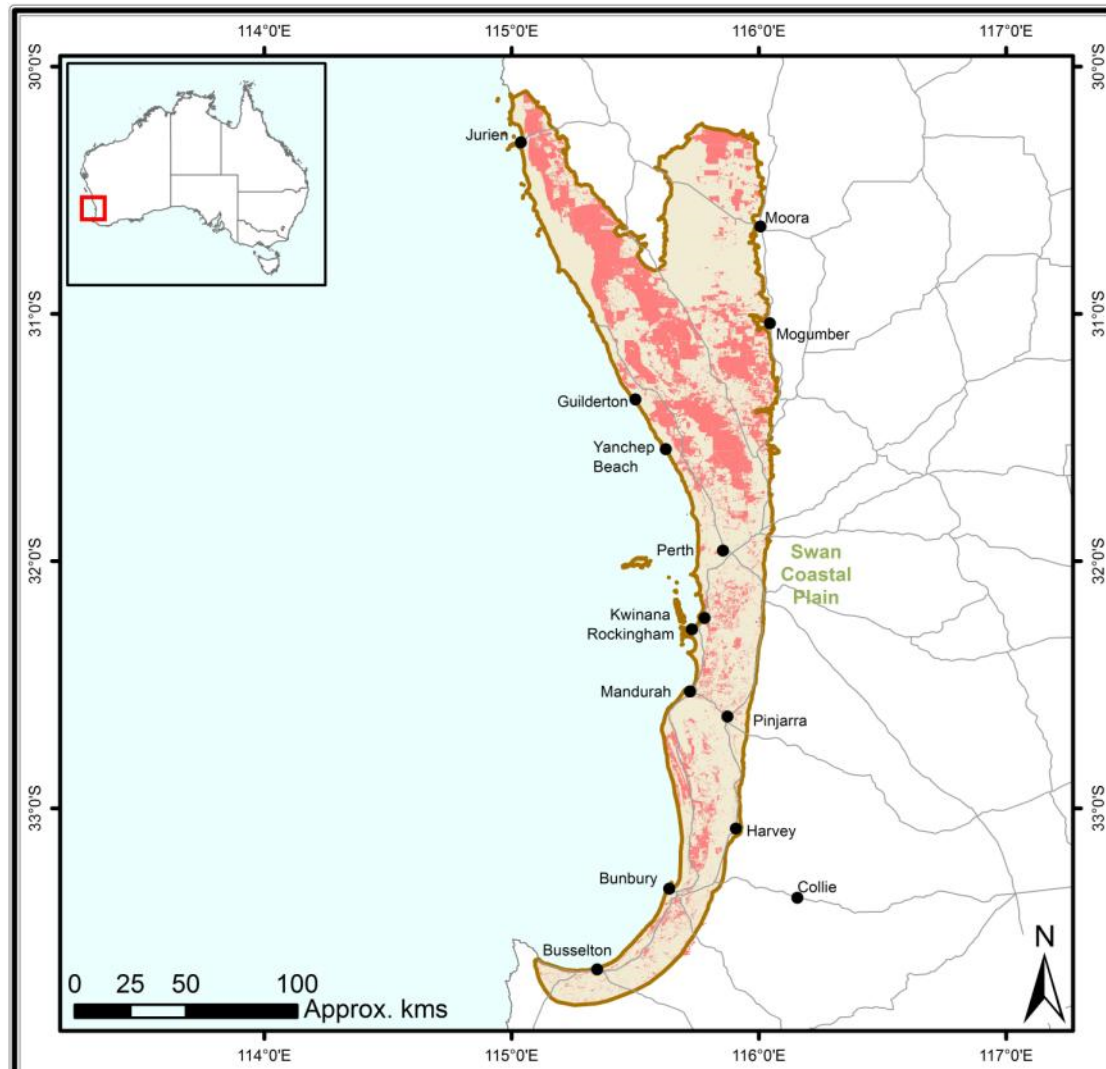 114°0'E
115°0'E
116°0'E
117°0'E
30°0'S
30°0'S
Jurien
Moora
31°0'S
31°0'S
Mogumber
Guilderton
Yanchep
Beach
32°0'S
32°0'S
Perth
Swan
Coastal
Plain
Kwinana
Rockingham
Mandurah
Pinjarra
33°0'S
33°0'S
Harvey
Bunbury
Collie
Busselton
N
0 25 50 100
Approx. kms
114°0'E
115°0'E
116°0'E
117°0'E